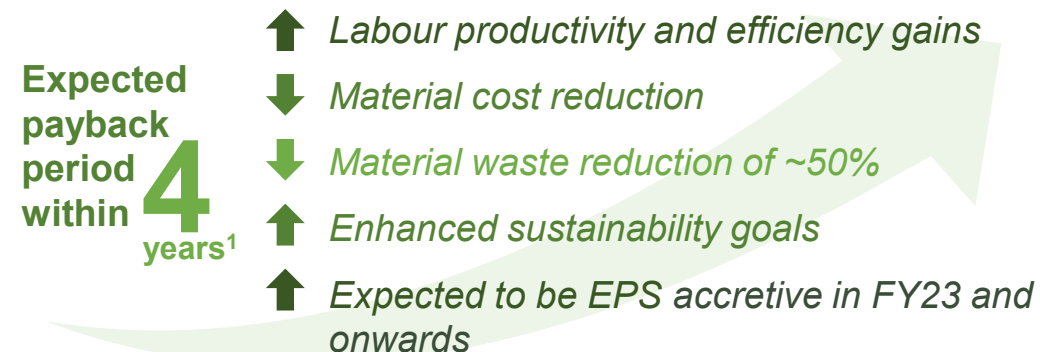 Expected
payback
period
within 4
years¹
Labour productivity and efficiency gains
Material cost reduction
Material waste reduction of ~50%
Enhanced sustainability goals
Expected to be EPS accretive in FY23 and
onwards